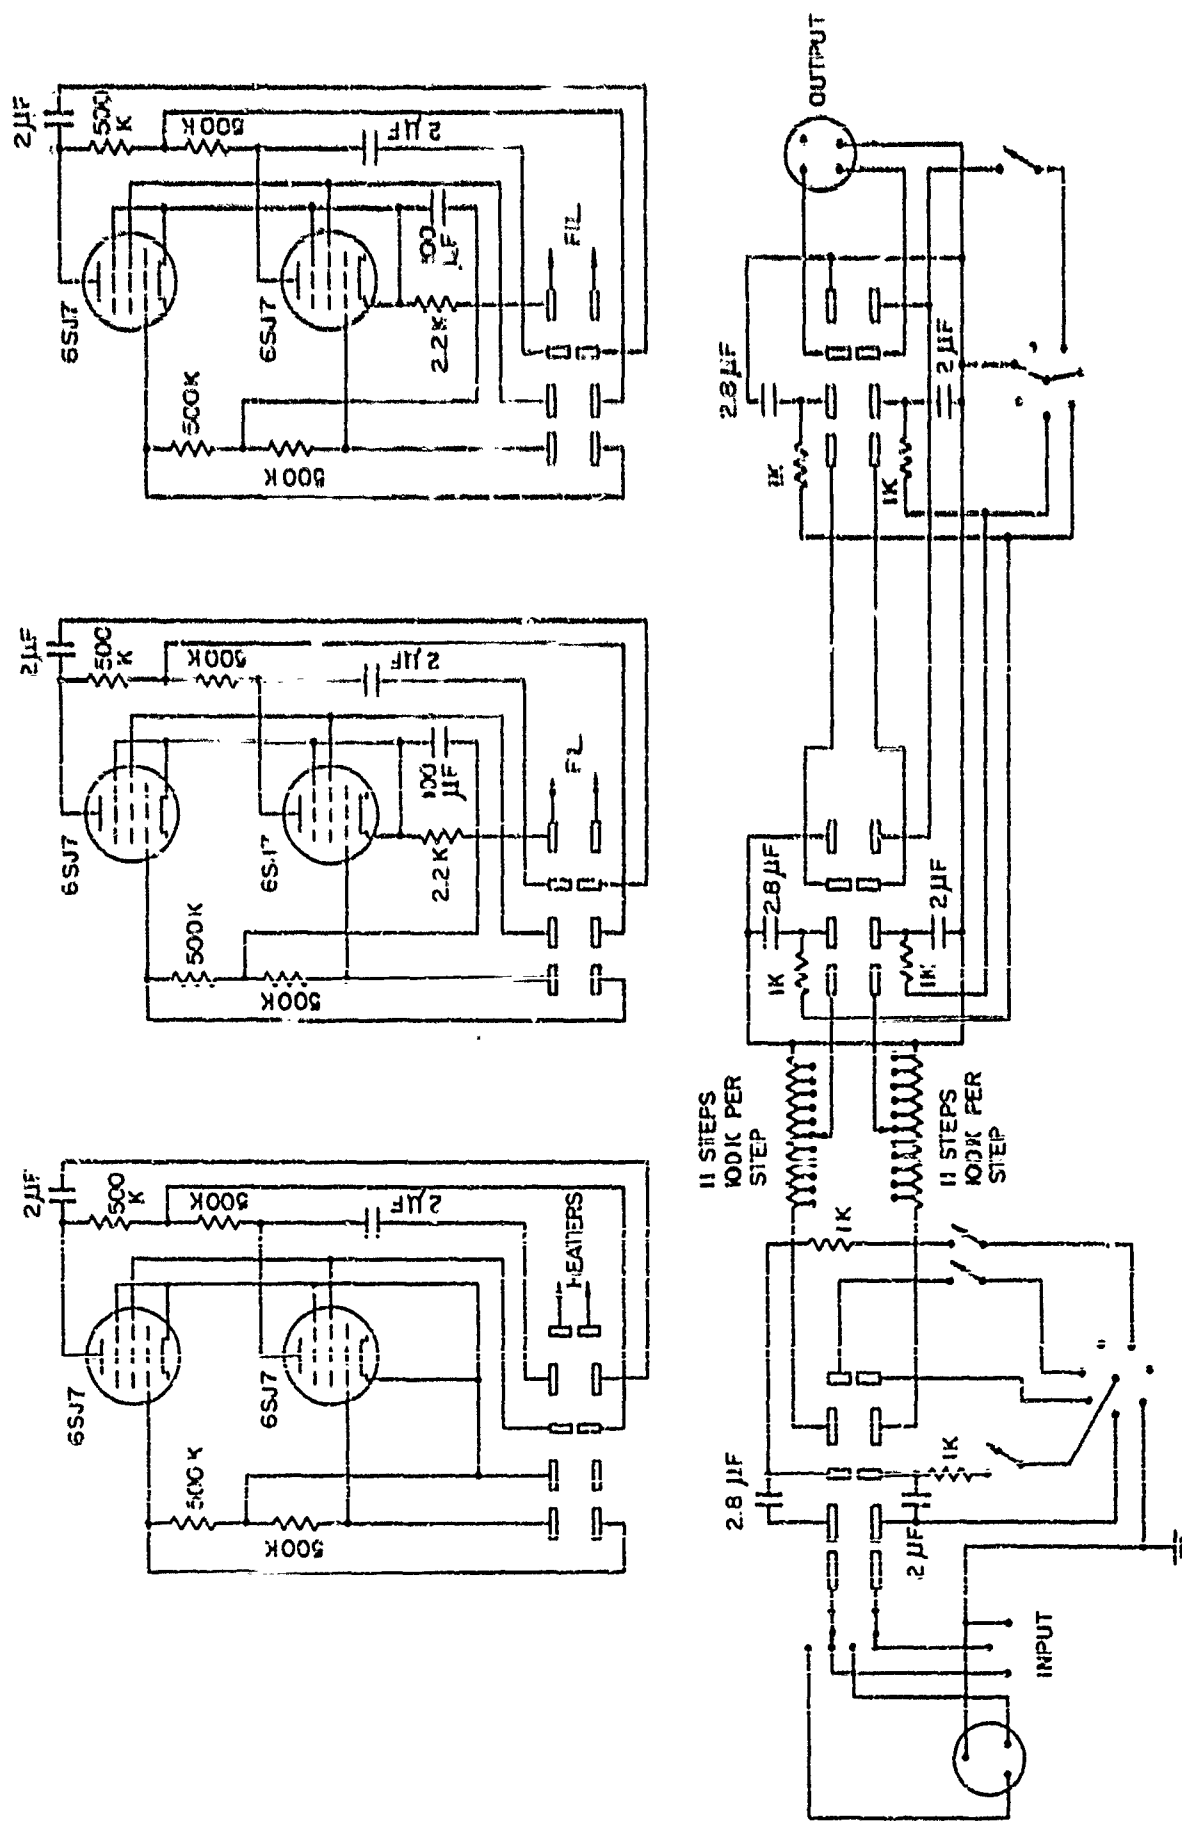 2µF
500
K
500K
2µF
6SJ7
6SJ7
500K
500K
HEATERS
2µF
500
K
500K
2µF
6SJ7
6SJ7
500K
500K
100
µF
2.2K
FIL
2µF
500
K
500K
2µF
6SJ7
6SJ7
500K
500K
µF
2.2K
FIL
INPUT
2.8 µF
2µF
1K
1K
11 STEPS
100K PER
STEP
11 STEPS
100K PER
STEP
2.8µF
1K
1K
2µF
2.8µF
1K
1K
2µF
OUTPUT